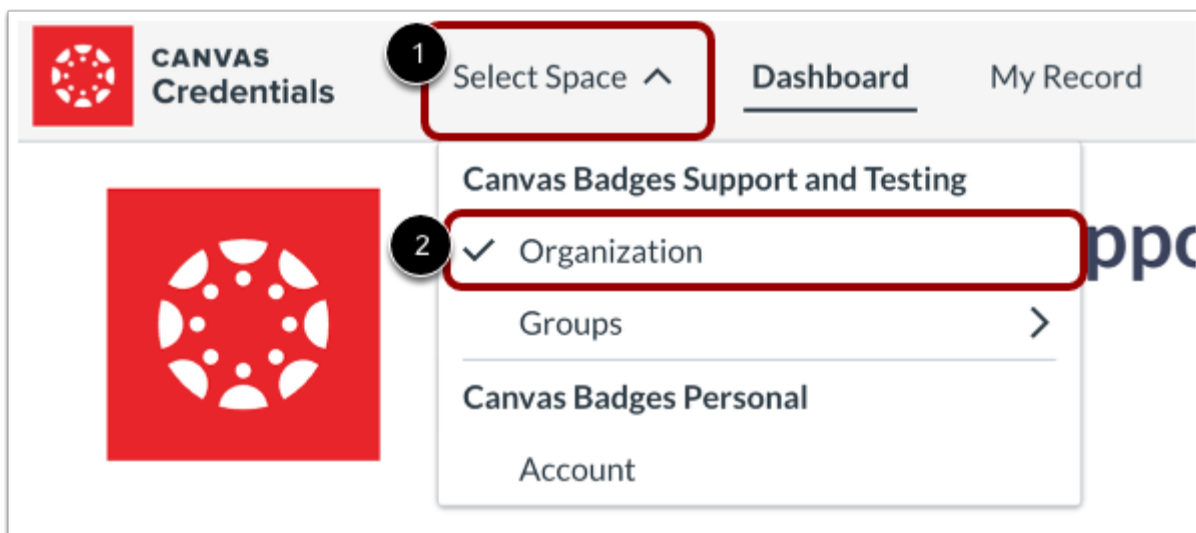 CANVAS
Credentials
1
Select Space
Dashboard
My Record
Canvas Badges Support and Testing
2
Organization
Groups
Canvas Badges Personal
Account